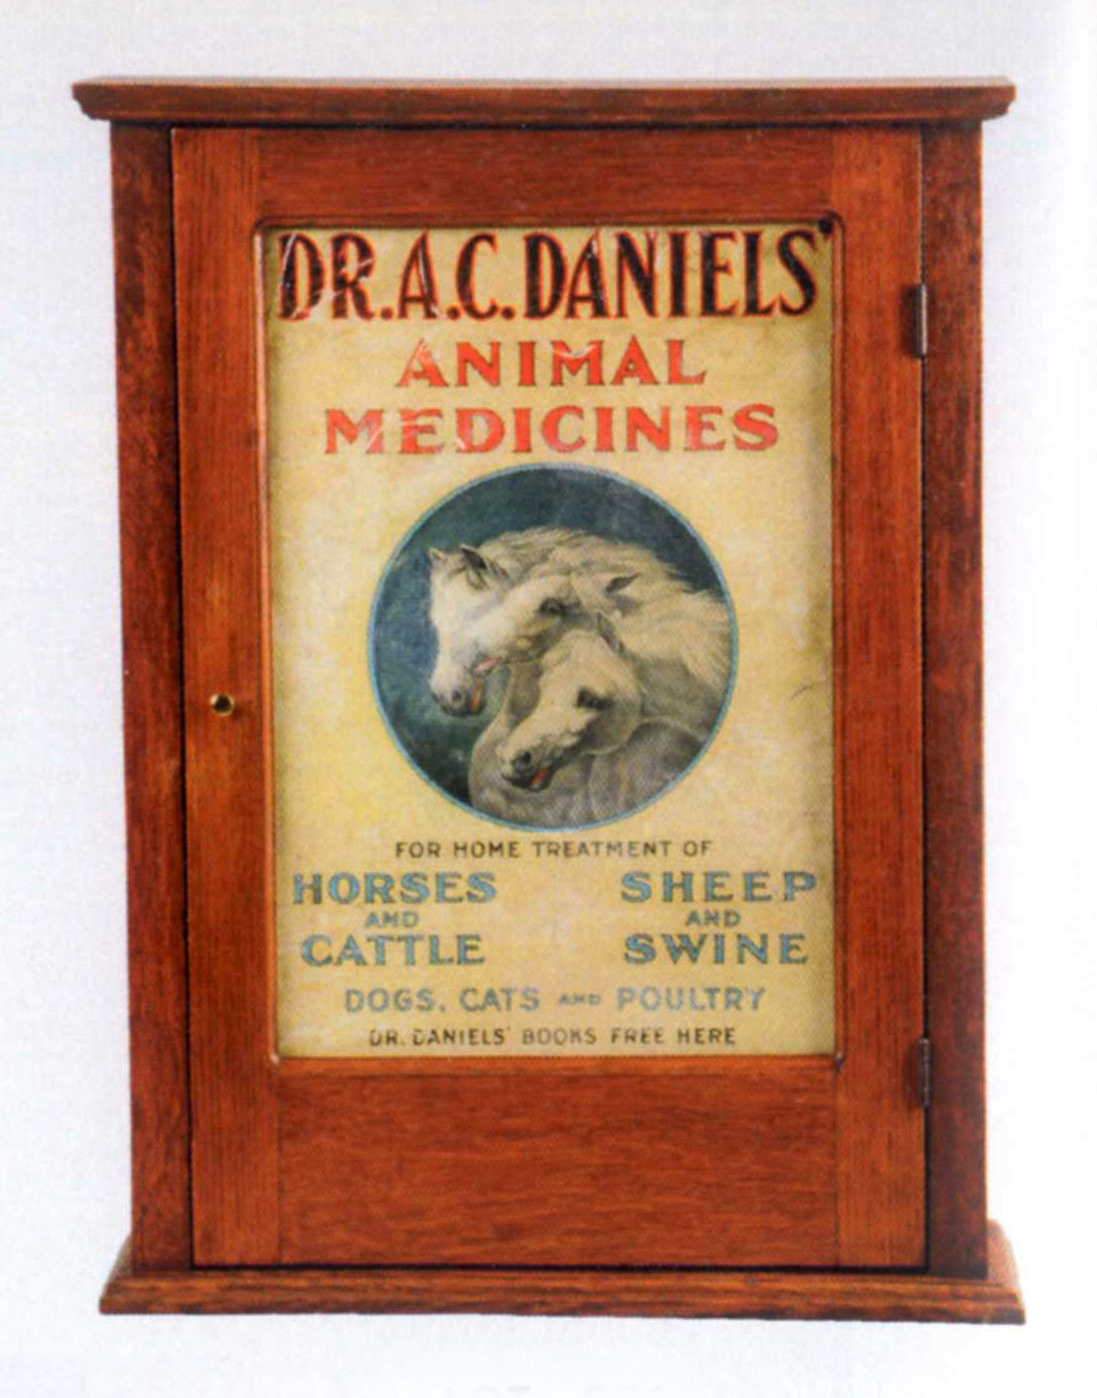 DR. A.C. DANIELS'
ANIMAL
MEDICINES
FOR HOME TREATMENT OF
HORSES
AND
CATTLE
SHEEP
AND
SWINE
DOGS, CATS AND POULTRY
DR. DANIELS' BOOKS FREE HERE